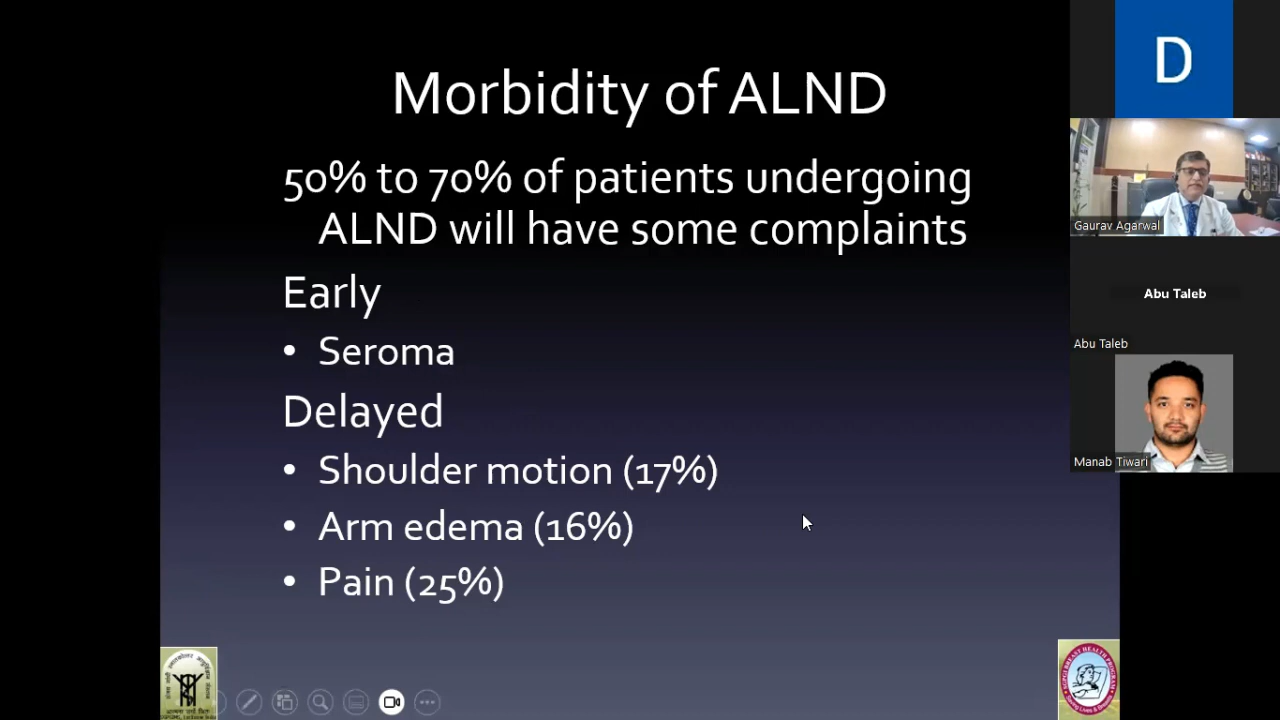 Morbidity of ALND
50% to 70% of patients undergoing
ALND will have some complaints
Early
• Seroma
Delayed
• Shoulder motion (17%)
• Arm edema (16%)
• Pain (25%)
D
Gaurav Agarwal
Abu Taleb
Abu Taleb
Manab Tiwari